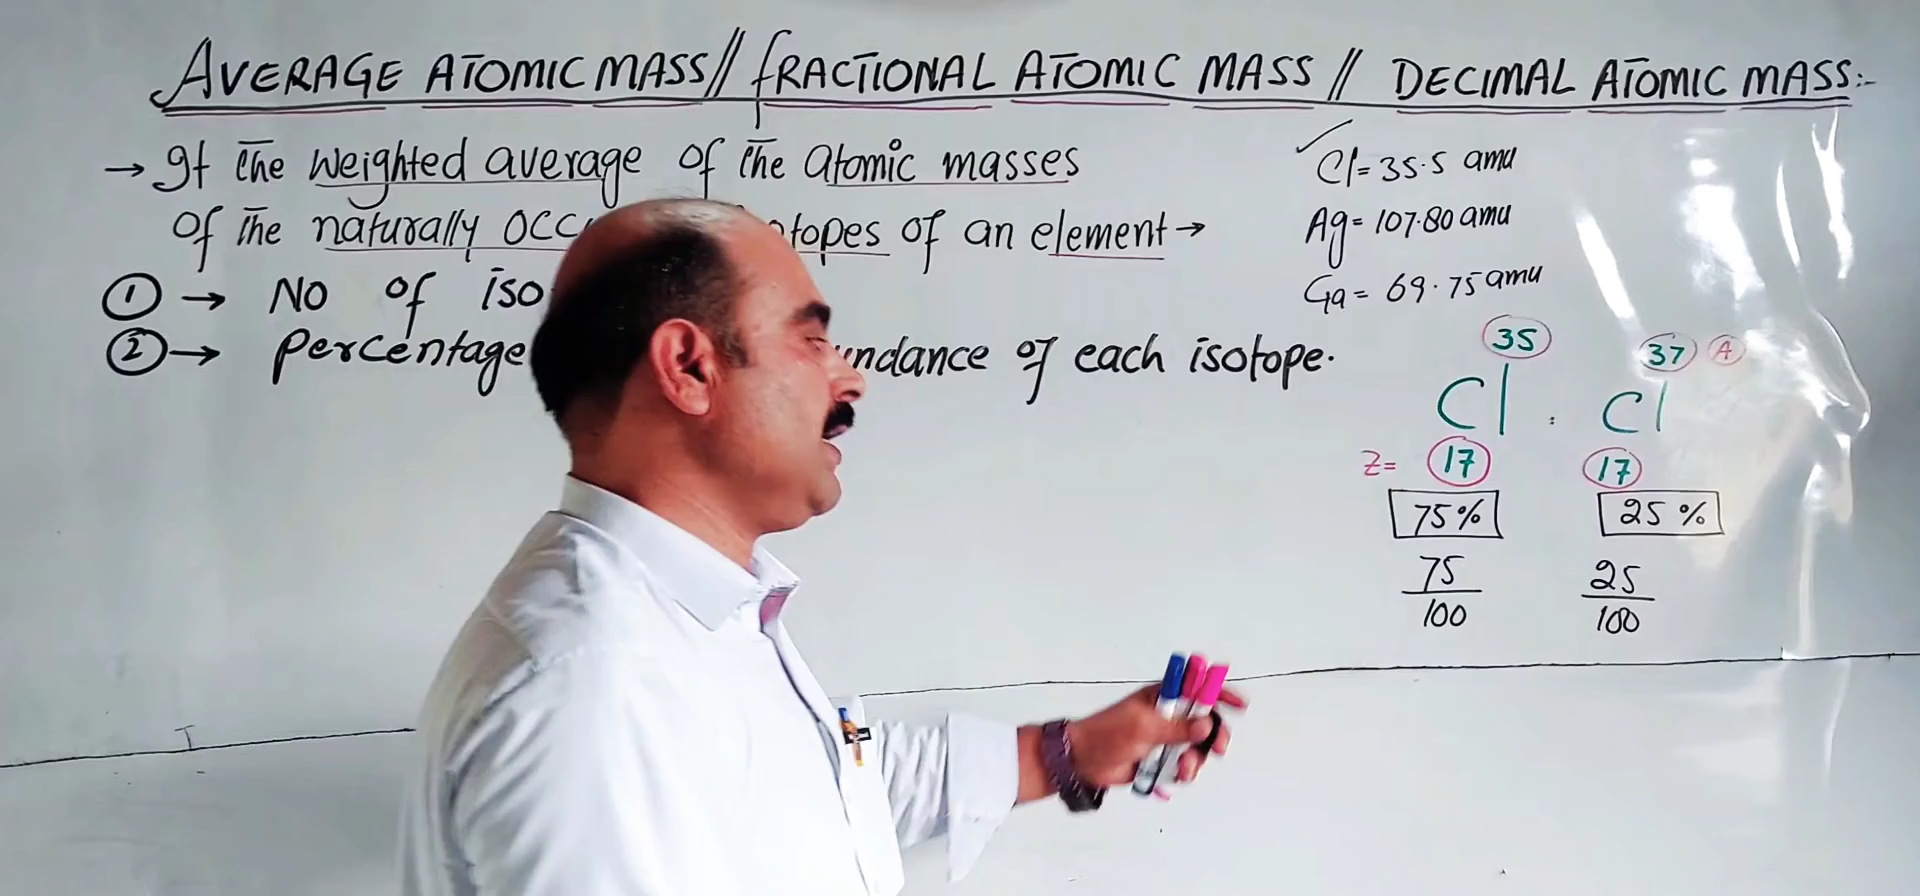 AVERAGE ATOMIC MASS// fRACTIONAL ATOMIC MASS // DECIMAL ATOMIC MASS:-
→ It the weighted average of the atomic masses
of the naturally occ topes of an element →
① → No of iso
② → Percentage undance of each isotope.
✓ Cl = 35.5 amu
Ag = 107.80 amu
Ga = 69.75 amu
35 37 A
Cl : Cl
Z = 17 17
75% 25%
75 25
100 100